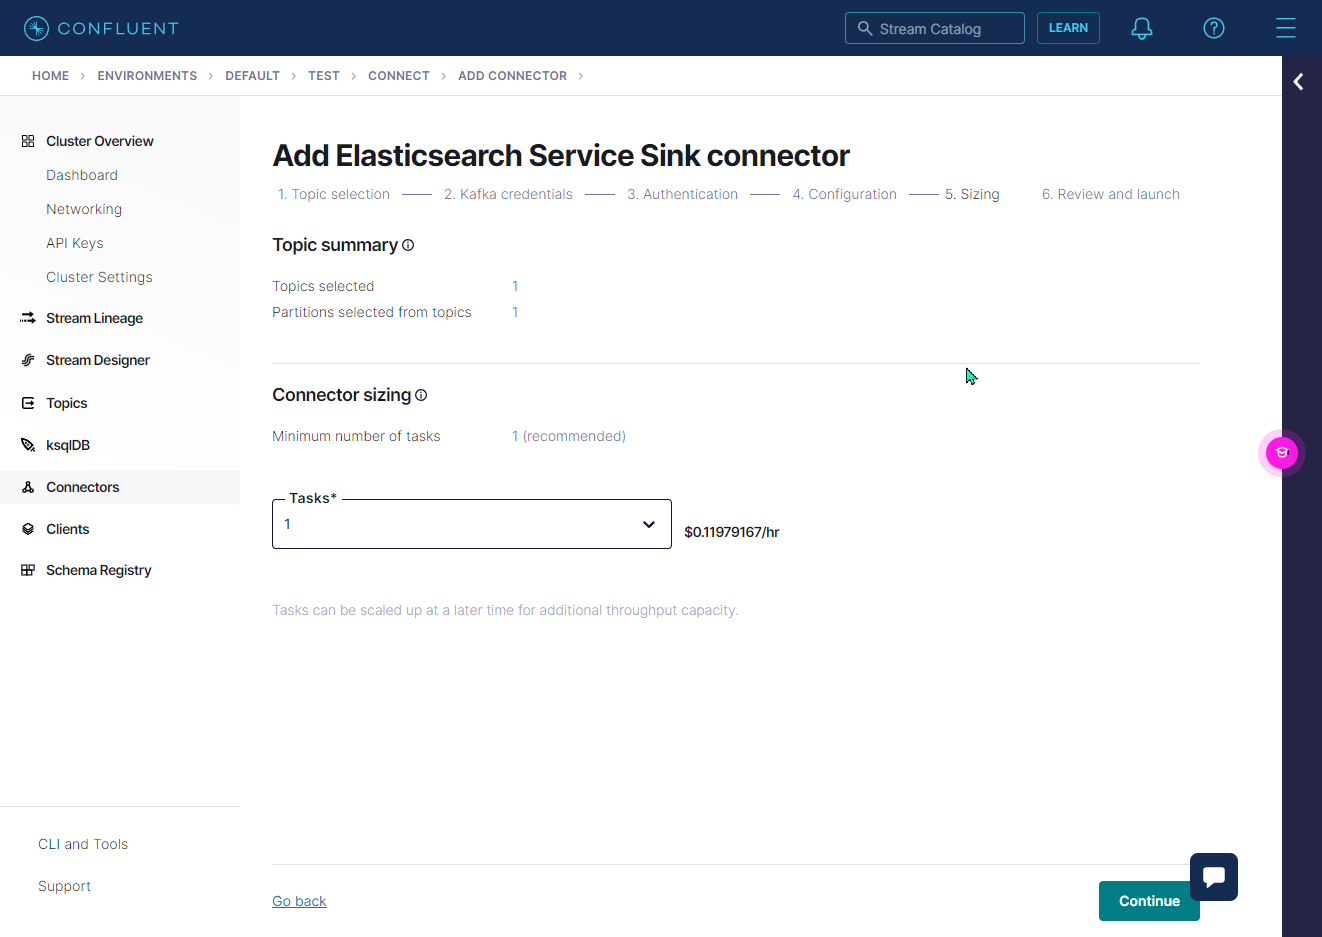 CONFLUENT
Stream Catalog
LEARN
HOME > ENVIRONMENTS > DEFAULT > TEST > CONNECT > ADD CONNECTOR >
Cluster Overview
Dashboard
Networking
API Keys
Cluster Settings
Stream Lineage
Stream Designer
Topics
ksqlDB
Connectors
Clients
Schema Registry
CLI and Tools
Support
Add Elasticsearch Service Sink connector
1. Topic selection 2. Kafka credentials 3. Authentication 4. Configuration 5. Sizing 6. Review and launch
Topic summary
Topics selected 1
Partitions selected from topics 1
Connector sizing
Minimum number of tasks 1 (recommended)
Tasks*
1
$0.11979167/hr
Tasks can be scaled up at a later time for additional throughput capacity.
Go back
Continue